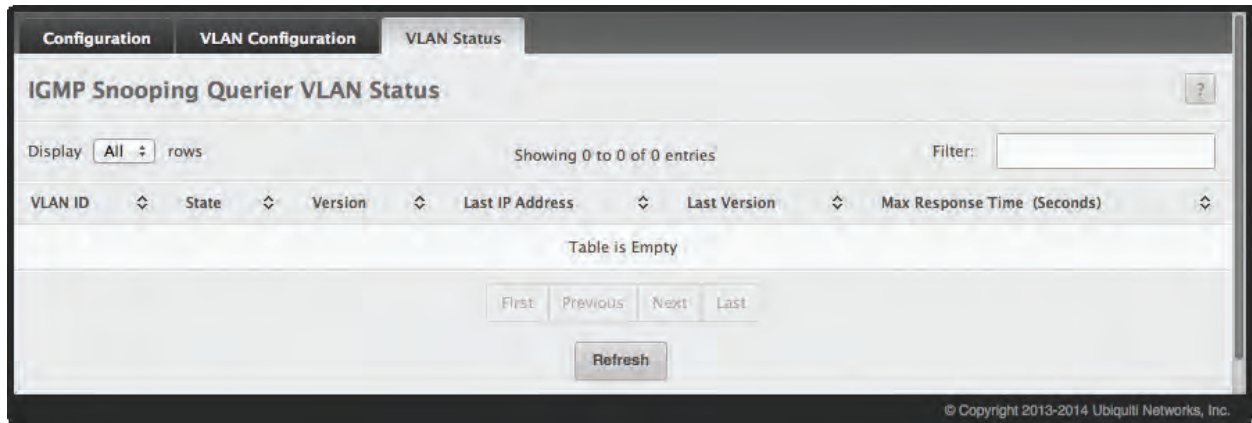 Configuration VLAN Configuration VLAN Status
IGMP Snooping Querier VLAN Status ?
Display All rows Showing 0 to 0 of 0 entries Filter:
VLAN ID State Version Last IP Address Last Version Max Response Time (Seconds)
Table is Empty
First Previous Next Last
Refresh
© Copyright 2013-2014 Ubiquiti Networks, Inc.